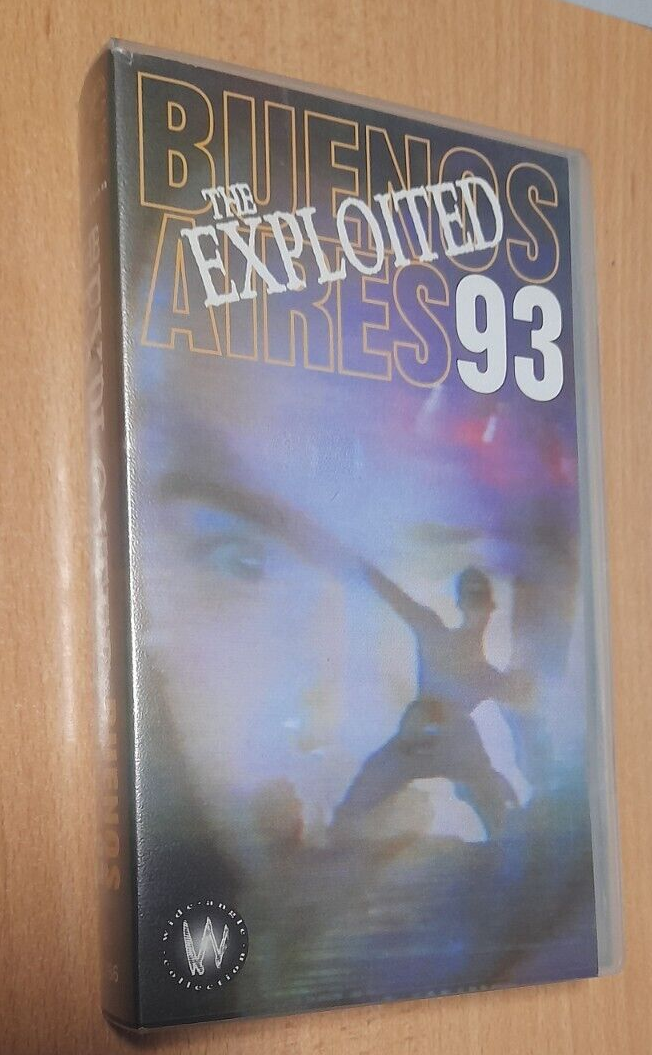 BUENOS
THE
EXPLOITED
AIRES 93
wide-angle
W
collection